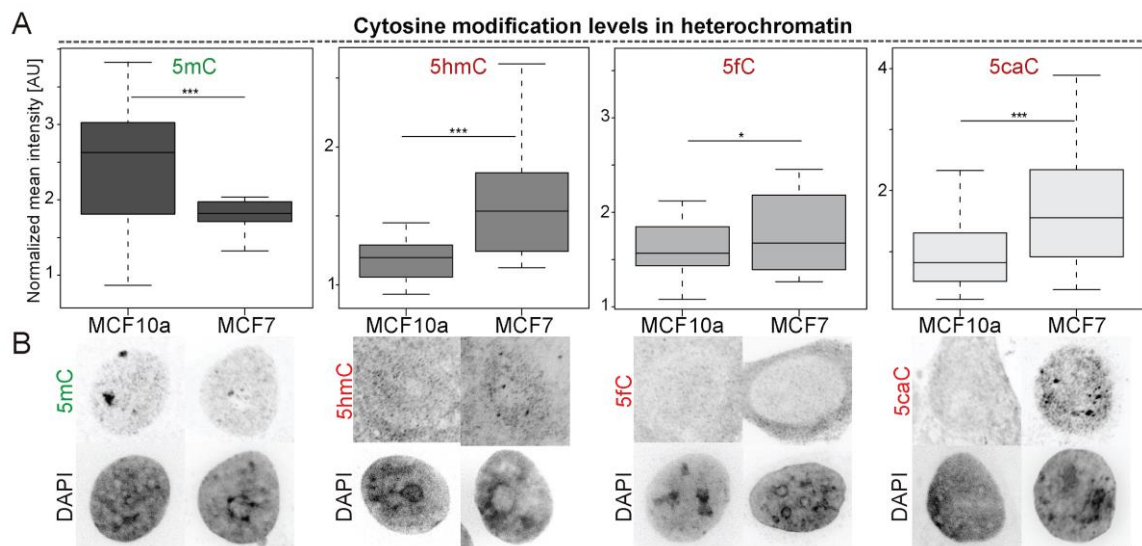 A
Cytosine modification levels in heterochromatin
Normalized mean intensity [AU]
5mC
***
3
2
1
MCF10a
MCF7
5hmC
***
2
1
MCF10a
MCF7
5fC
*
3
2
1
MCF10a
MCF7
5caC
***
4
2
MCF10a
MCF7
B
5mC
5hmC
5fC
5caC
DAPI
DAPI
DAPI
DAPI